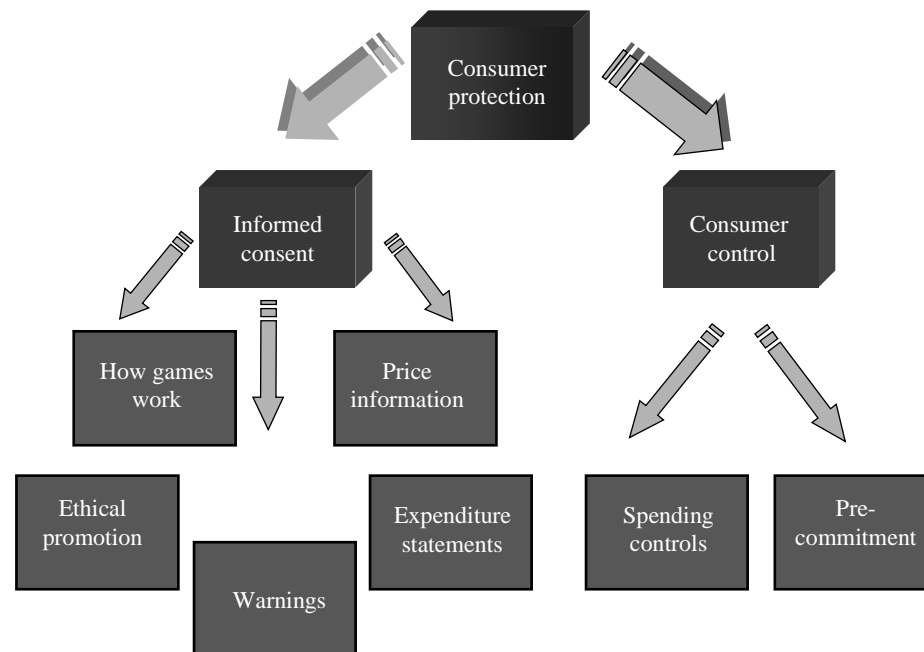 Consumer
protection
Informed
consent
Consumer
control
How games
work
Price
information
Ethical
promotion
Expenditure
statements
Spending
controls
Pre-
commitment
Warnings